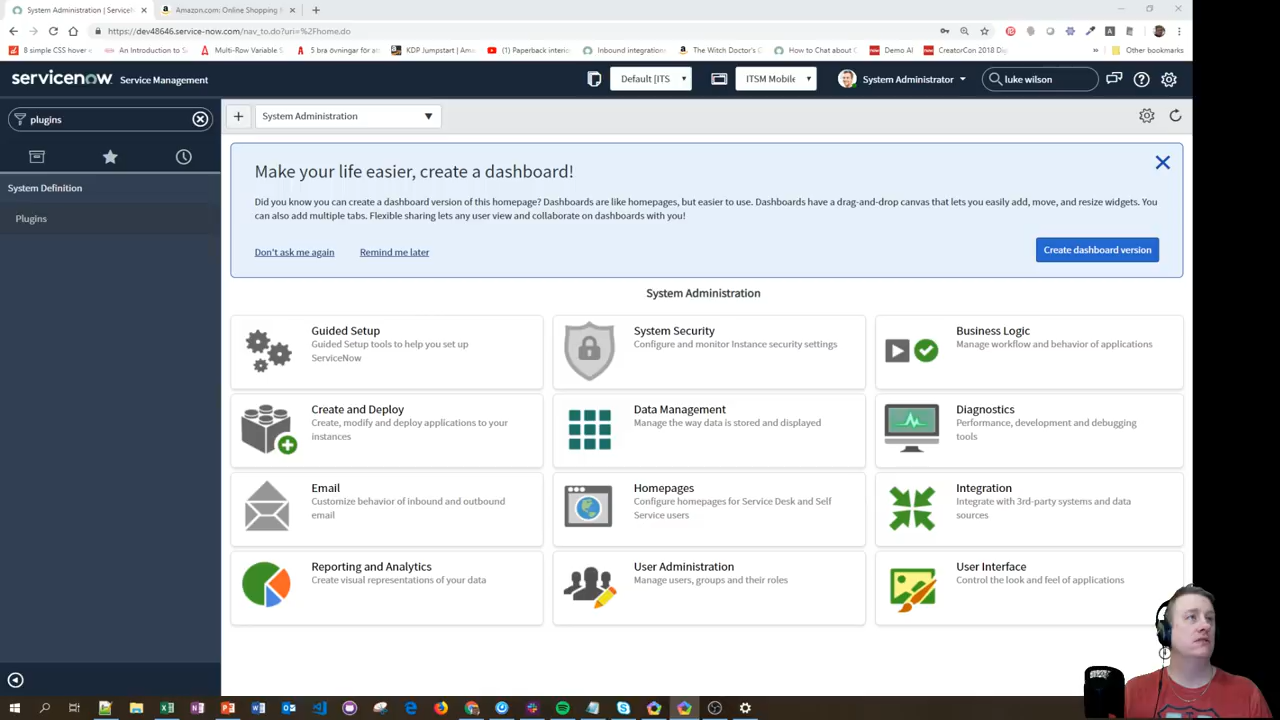 System Administration | ServiceN
Amazon.com: Online Shopping f
https://dev48646.service-now.com/nav_to.do?uri=%2Fhome.do
8 simple CSS hover e
An Introduction to S
Multi-Row Variable S
5 bra övningar för att
KDP Jumpstart (Ama
(1) Paperback interio
Inbound integrations
The Witch Doctor's G
How to Chat about C
Demo AI
CreatorCon 2018 Dig
»
Other bookmarks
servicenow Service Management
Default [ITS
ITSM Mobile
System Administrator
luke wilson
plugins
System Administration
System Definition
Plugins
Make your life easier, create a dashboard!
Did you know you can create a dashboard version of this homepage? Dashboards are like homepages, but easier to use. Dashboards have a drag-and-drop canvas that lets you easily add, move, and resize widgets. You
can also add multiple tabs. Flexible sharing lets any user view and collaborate on dashboards with you!
Don't ask me again
Remind me later
Create dashboard version
System Administration
Guided Setup
Guided Setup tools to help you set up
ServiceNow
System Security
Configure and monitor Instance security settings
Business Logic
Manage workflow and behavior of applications
Create and Deploy
Create, modify and deploy applications to your
instances
Data Management
Manage the way data is stored and displayed
Diagnostics
Performance, development and debugging
tools
Email
Customize behavior of inbound and outbound
email
Homepages
Configure homepages for Service Desk and Self
Service users
Integration
Integrate with 3rd-party systems and data
sources
Reporting and Analytics
Create visual representations of your data
User Administration
Manage users, groups and their roles
User Interface
Control the look and feel of applications